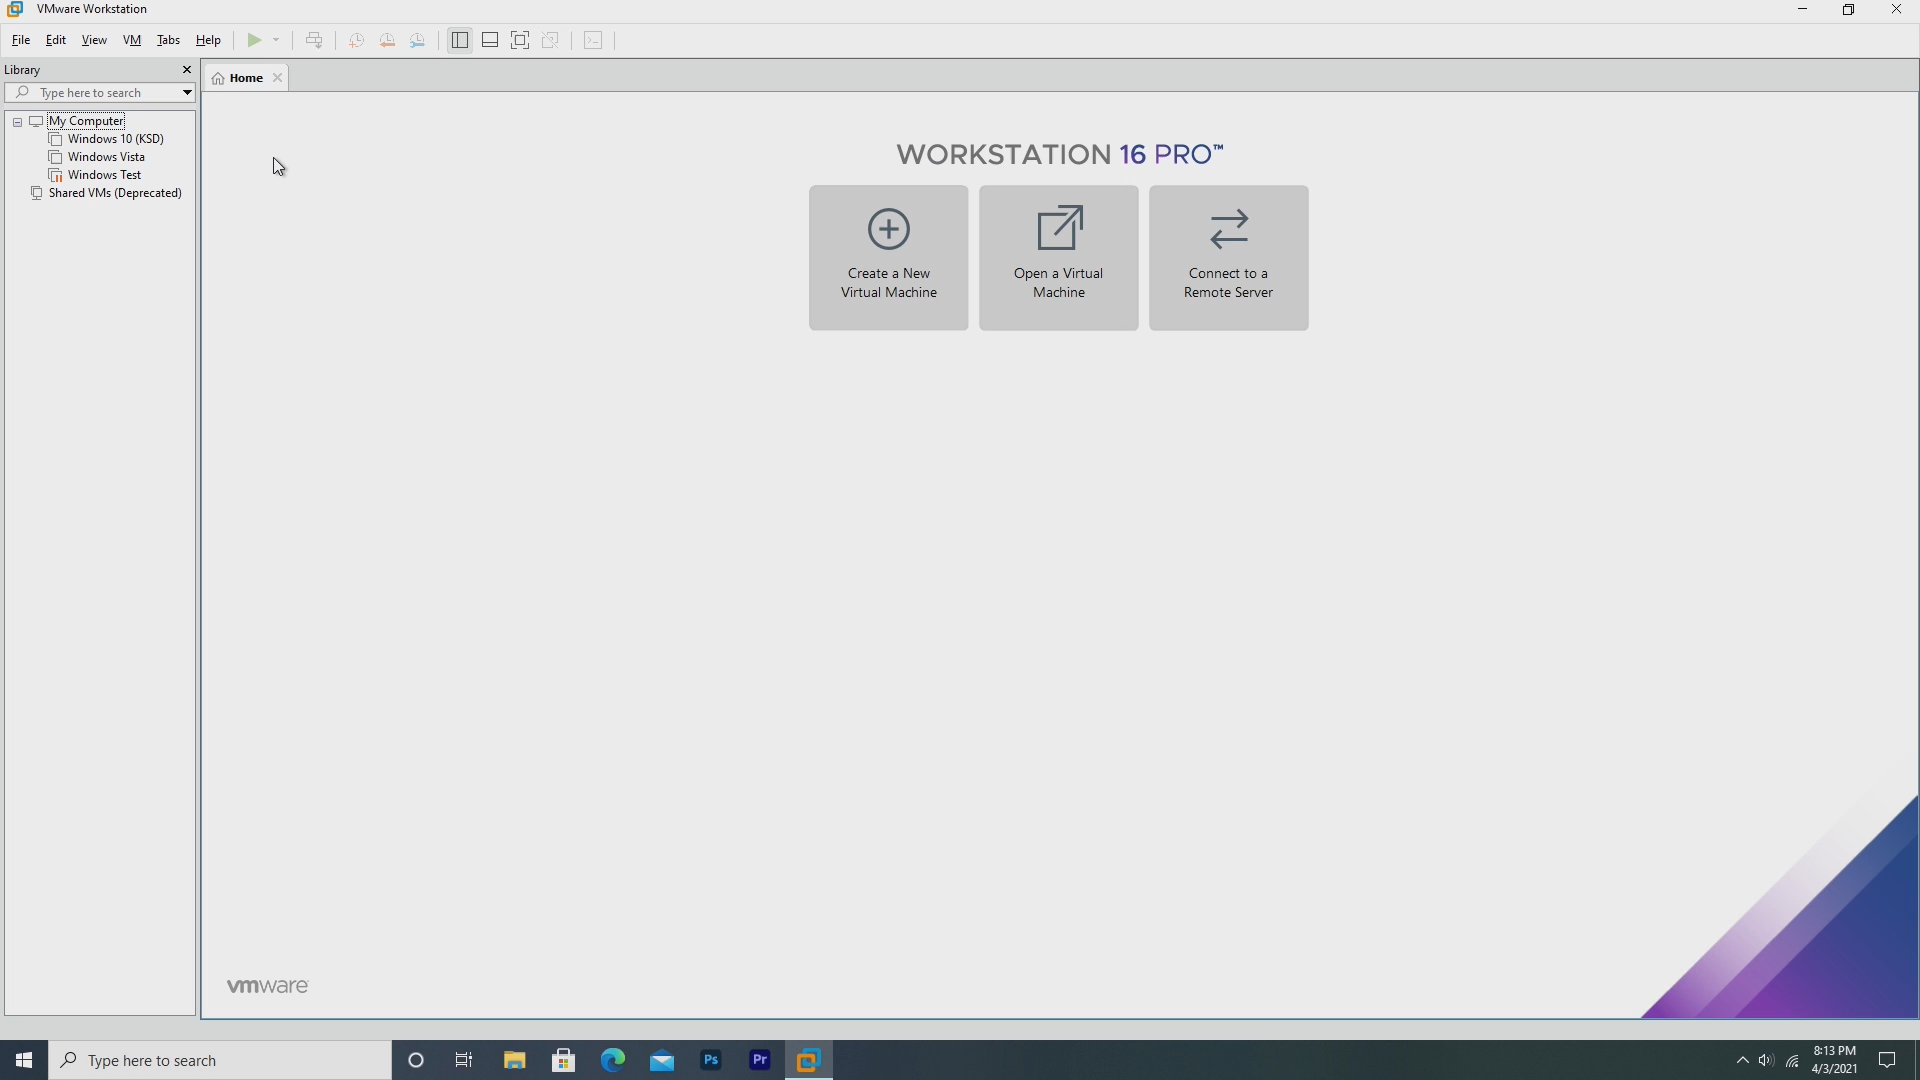 VMware Workstation
File Edit View VM Tabs Help
Library
Type here to search
Home
My Computer
Windows 10 (KSD)
Windows Vista
Windows Test
Shared VMs (Deprecated)
WORKSTATION 16 PRO™
Create a New
Virtual Machine
Open a Virtual
Machine
Connect to a
Remote Server
vmware
Type here to search
Ps
Pr
8:13 PM
4/3/2021